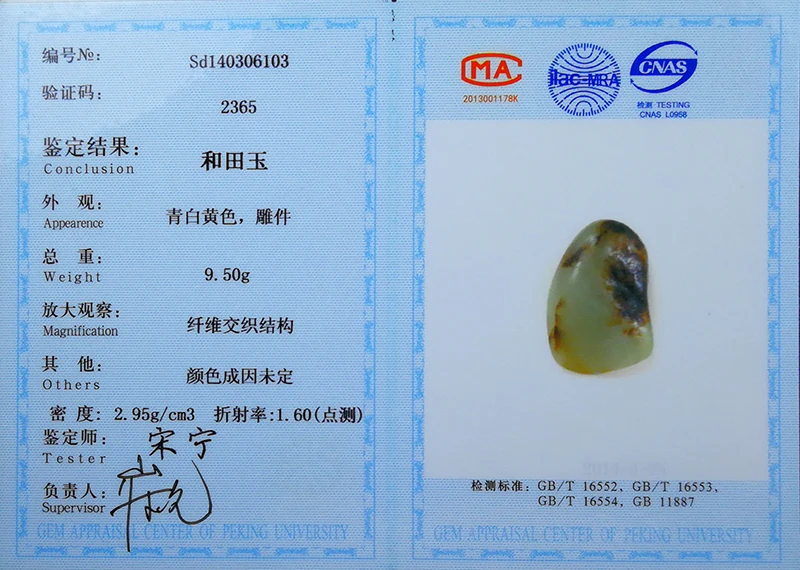 编号№: Sd140306103
验证码: 2365
鉴定结果: 和田玉
Conclusion
外 观: 青白黄色，雕件
Appearence
总 重: 9.50g
Weight
放大观察: 纤维交织结构
Magnification
其 他: 颜色成因未定
Others
密 度: 2.95g/cm3 折射率:1.60(点测)
鉴定师: 宋宁
Tester
负责人:
Supervisor
GEM APPRAISAL CENTER OF PEKING UNIVERSITY
CMA
2013001178K
ilac-MRA
CNAS
检测 TESTING
CNAS L0958
检测标准: GB/T 16552、GB/T 16553、
GB/T 16554、GB 11887
GEM APPRAISAL CENTER OF PEKING UNIVERSITY